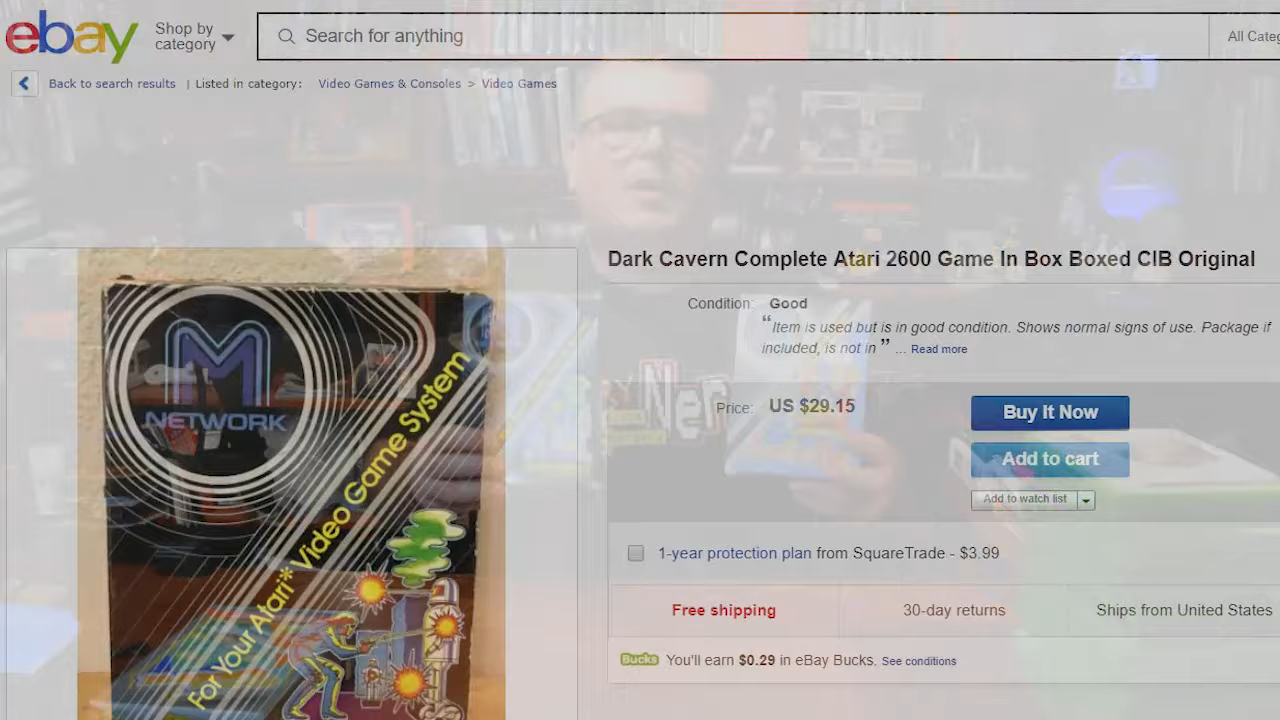 ebay
Shop by
category
Search for anything
All Categ
Back to search results | Listed in category: Video Games & Consoles > Video Games
Dark Cavern Complete Atari 2600 Game In Box Boxed CIB Original
Condition: Good
“Item is used but is in good condition. Shows normal signs of use. Package if
included, is not in ” ... Read more
Price: US $29.15
Buy It Now
Add to cart
Add to watch list
1-year protection plan from SquareTrade - $3.99
Free shipping
30-day returns
Ships from United States
Bucks You'll earn $0.29 in eBay Bucks. See conditions
M
NETWORK
For Your Atari* Video Game System
Ner